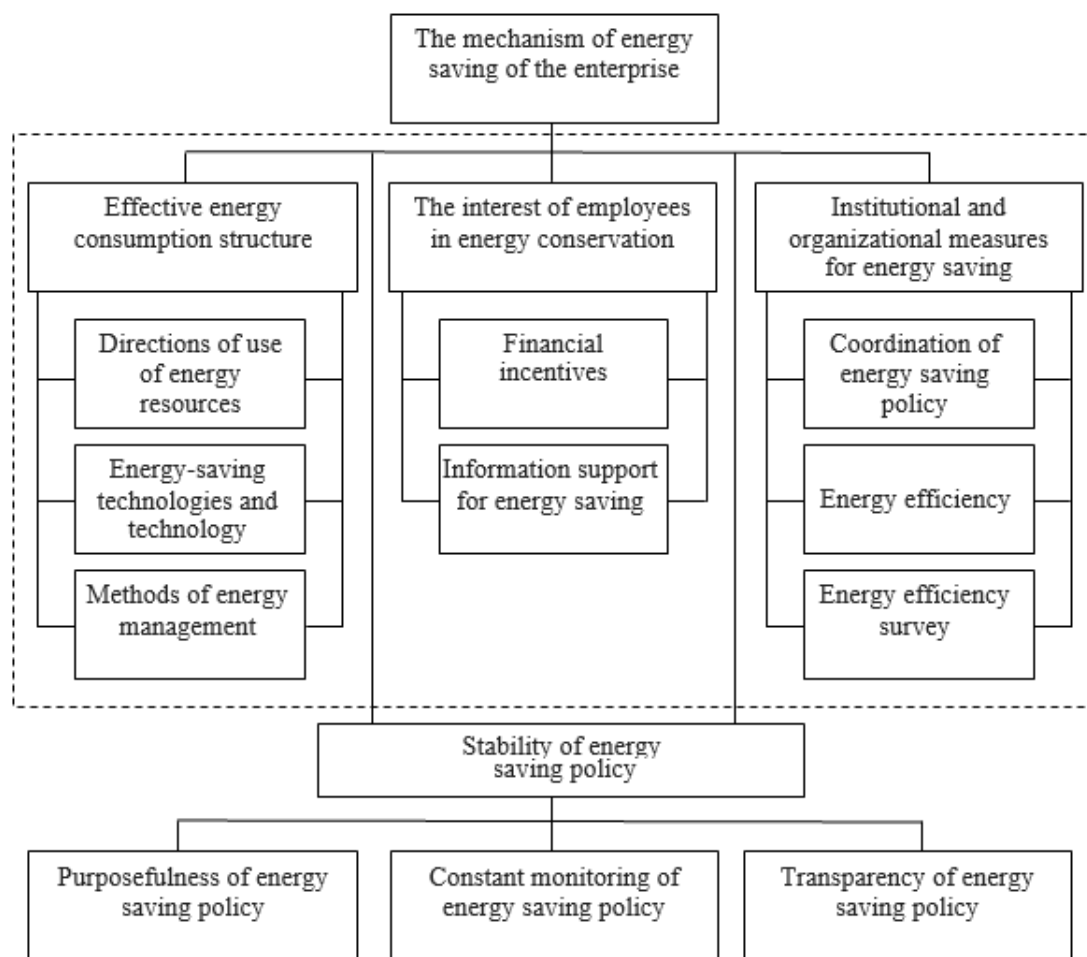 The mechanism of energy
saving of the enterprise
Effective energy
consumption structure
The interest of employees
in energy conservation
Institutional and
organizational measures
for energy saving
Directions of use
of energy
resources
Financial
incentives
Coordination of
energy saving
policy
Energy-saving
technologies and
technology
Information support
for energy saving
Energy efficiency
Methods of energy
management
Energy efficiency
survey
Stability of energy
saving policy
Purposefulness of energy
saving policy
Constant monitoring of
energy saving policy
Transparency of energy
saving policy